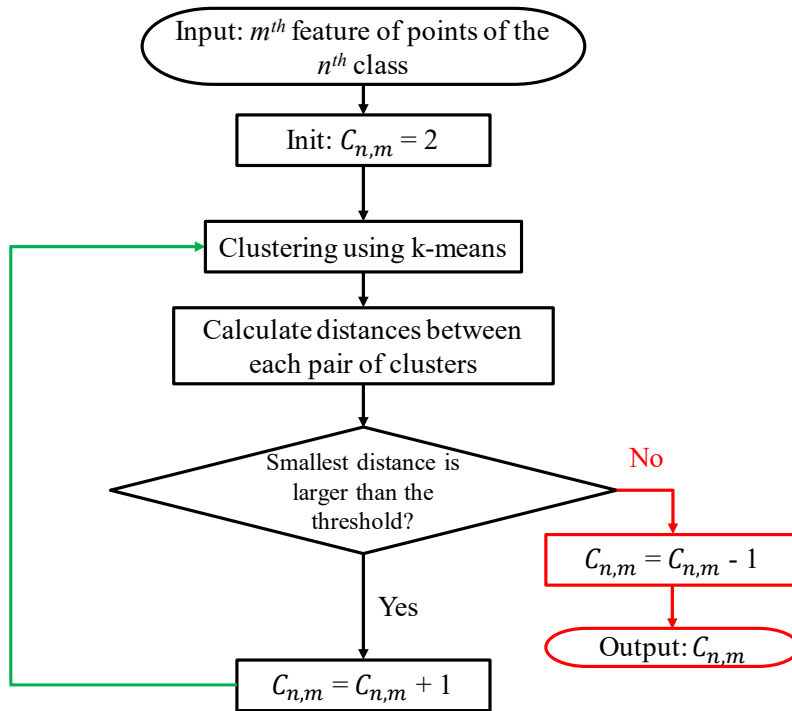 Input: mth feature of points of the
nth class
Init: Cn,m = 2
Clustering using k-means
Calculate distances between
each pair of clusters
Smallest distance is
larger than the
threshold?
No
Cn,m = Cn,m - 1
Output: Cn,m
Yes
Cn,m = Cn,m + 1